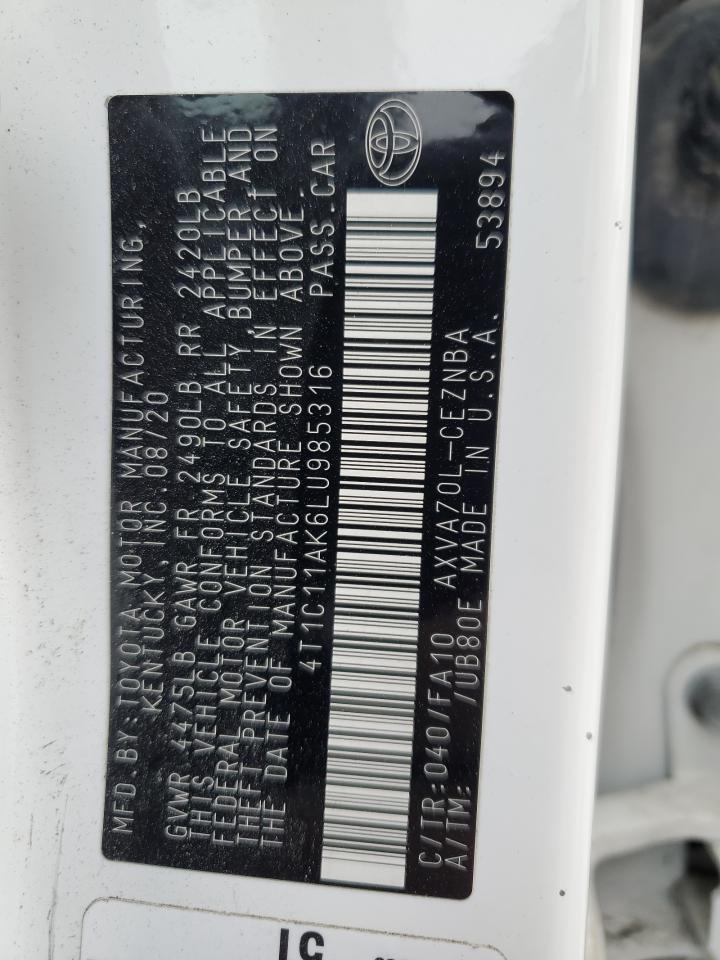 MFD.BY:TOYOTA MOTOR MANUFACTURING,
KENTUCKY, INC.08/20
GVWR 4475LB GAWR FR 2490LB RR 2420LB
THIS VEHICLE CONFORMS TO ALL APPLICABLE
FEDERAL MOTOR VEHICLE SAFETY, BUMPER, AND
THEFT PREVENTION STANDARDS IN EFFECT ON
THE DATE OF MANUFACTURE SHOWN ABOVE.
4T1C11AK6LU985316 PASS.CAR
C/TR:040/FA10 AXVA70L-CEZNBA 53894
A/TM: /UB80E MADE IN U.S.A.